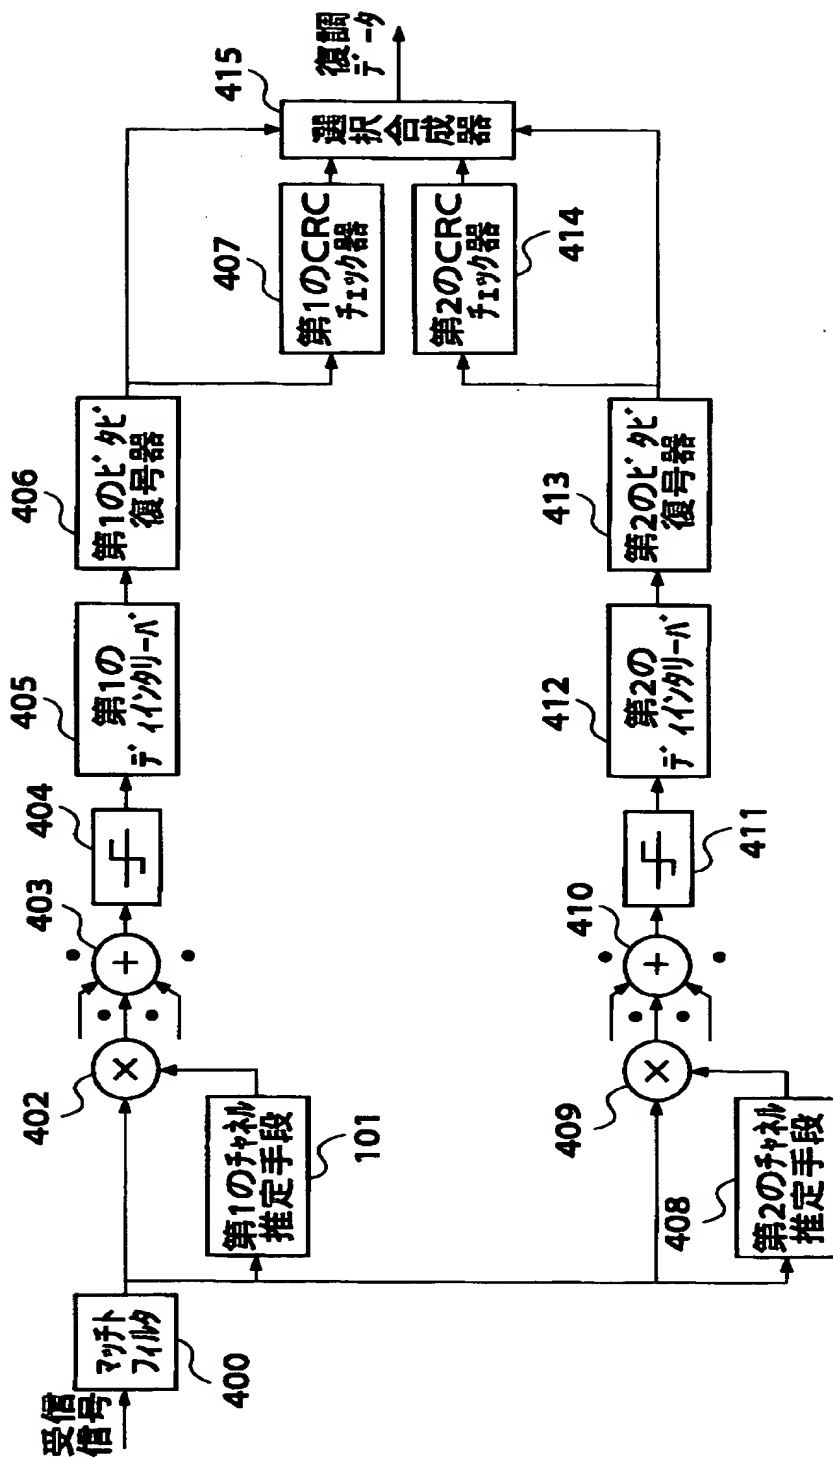 受信
信号
マッチト
フィルタ
400
402
403
404
405
第1の
ディインタリーバ
406
第1のビタビ
復号器
第1のチャネル
推定手段
101
407
第1のCRC
チェック器
415
選択合成器
復調
データ
第2のCRC
チェック器
414
409
410
411
412
第2の
ディインタリーバ
413
第2のビタビ
復号器
408
第2のチャネル
推定手段